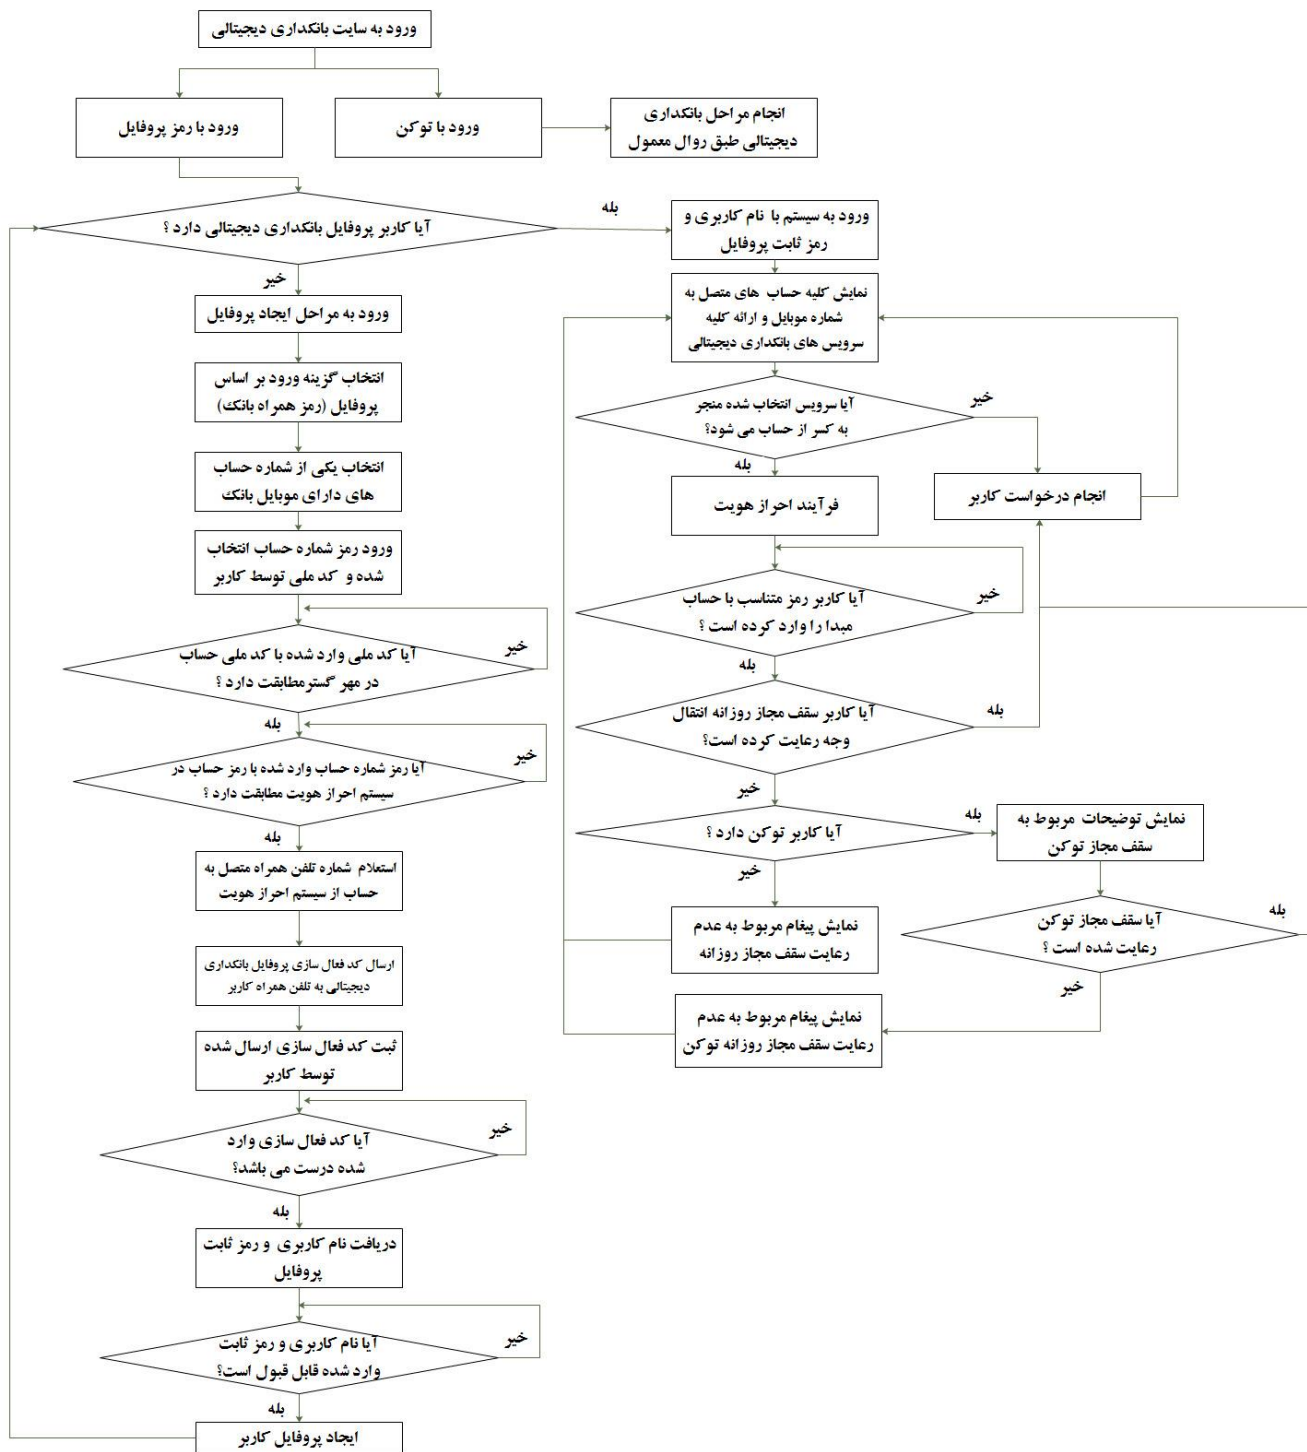 ورود به سایت بانکداری دیجیتالی
ورود با رمز پروفایل
ورود با توکن
انجام مراحل بانکداری
دیجیتالی طبق روال معمول
آیا کاربر پروفایل بانکداری دیجیتالی دارد ؟
بله
خیر
ورود به سیستم با نام کاربری و
رمز ثابت پروفایل
نمایش کلیه حساب های متصل به
شماره موبایل و ارائه کلیه
سرویس های بانکداری دیجیتالی
آیا سرویس انتخاب شده منجر
به کسر از حساب می شود؟
خیر
بله
انجام درخواست کاربر
فرآیند احراز هویت
آیا کاربر رمز متناسب با حساب
مبدا را وارد کرده است ؟
خیر
بله
آیا کاربر سقف مجاز روزانه انتقال
وجه رعایت کرده است؟
بله
خیر
آیا کاربر توکن دارد ؟
بله
خیر
نمایش توضیحات مربوط به
سقف مجاز توکن
آیا سقف مجاز توکن
رعایت شده است ؟
بله
خیر
نمایش پیغام مربوط به عدم
رعایت سقف مجاز روزانه
نمایش پیغام مربوط به عدم
رعایت سقف مجاز روزانه توکن
ورود به مراحل ایجاد پروفایل
انتخاب گزینه ورود بر اساس
پروفایل (رمز همراه بانک)
انتخاب یکی از شماره حساب
های دارای موبایل بانک
ورود رمز شماره حساب انتخاب
شده و کد ملی توسط کاربر
آیا کد ملی وارد شده با کد ملی حساب
در مهر گسترمطابقت دارد ؟
خیر
بله
آیا رمز شماره حساب وارد شده با رمز حساب در
سیستم احراز هویت مطابقت دارد ؟
خیر
بله
استعلام شماره تلفن همراه متصل به
حساب از سیستم احراز هویت
ارسال کد فعال سازی پروفایل بانکداری
دیجیتالی به تلفن همراه کاربر
ثبت کد فعال سازی ارسال شده
توسط کاربر
آیا کد فعال سازی وارد
شده درست می باشد؟
خیر
بله
دریافت نام کاربری و رمز ثابت
پروفایل
آیا نام کاربری و رمز ثابت
وارد شده قابل قبول است؟
خیر
بله
ایجاد پروفایل کاربر